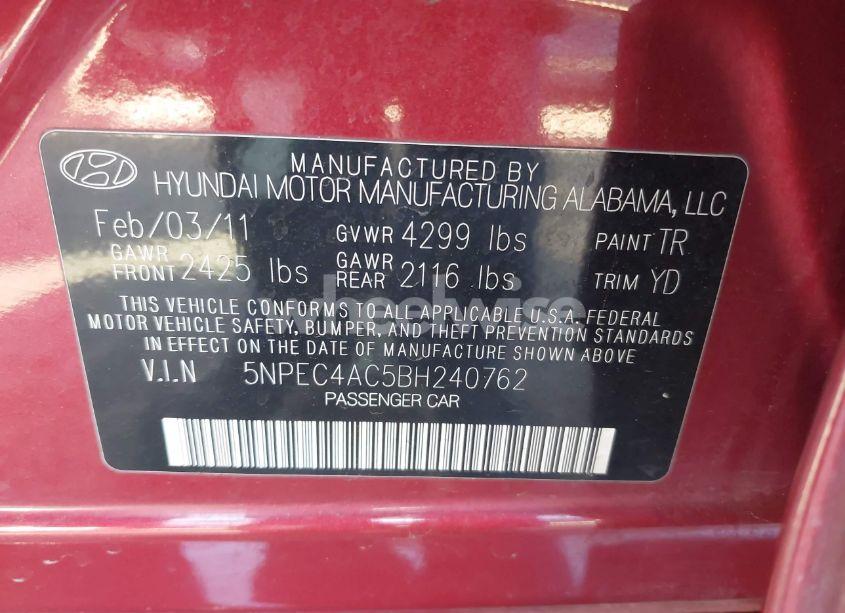 MANUFACTURED BY
HYUNDAI MOTOR MANUFACTURING ALABAMA, LLC
Feb/03/11 GVWR 4299 lbs PAINT TR
GAWR FRONT 2425 lbs GAWR REAR 2116 lbs TRIM YD
THIS VEHICLE CONFORMS TO ALL APPLICABLE U.S.A. FEDERAL
MOTOR VEHICLE SAFETY, BUMPER, AND THEFT PREVENTION STANDARDS
IN EFFECT ON THE DATE OF MANUFACTURE SHOWN ABOVE
V.I.N 5NPEC4AC5BH240762
PASSENGER CAR
wheelwise